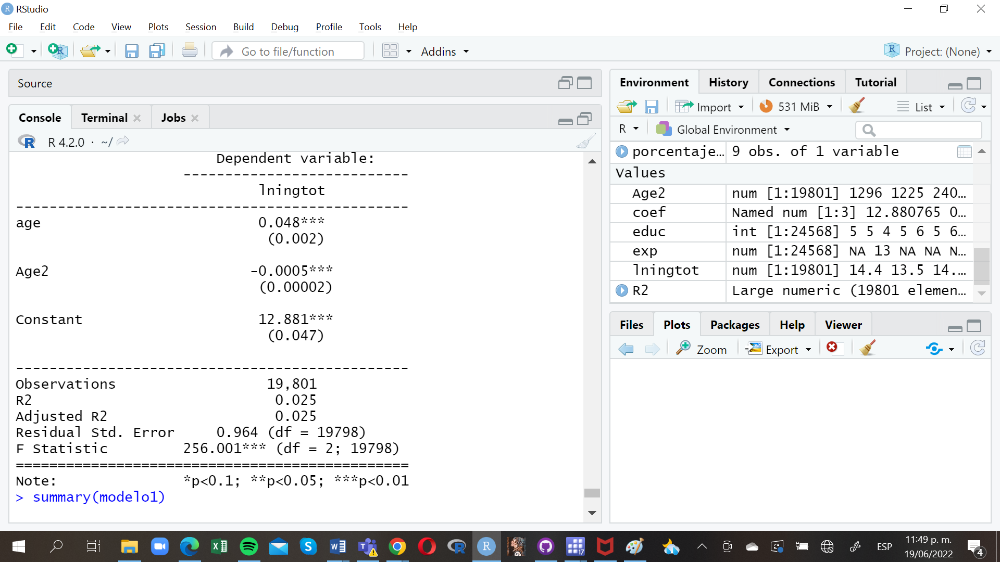 RStudio
File Edit Code View Plots Session Build Debug Profile Tools Help
Go to file/function Addins Project: (None)
Source
Console Terminal Jobs
R 4.2.0 · ~/
Dependent variable:
---------------------------
lningtot
-----------------------------------------------
age 0.048***
(0.002)
Age2 -0.0005***
(0.00002)
Constant 12.881***
(0.047)
-----------------------------------------------
Observations 19,801
R2 0.025
Adjusted R2 0.025
Residual Std. Error 0.964 (df = 19798)
F Statistic 256.001*** (df = 2; 19798)
===============================================
Note: *p<0.1; **p<0.05; ***p<0.01
> summary(modelo1)
Environment History Connections Tutorial
Import 531 MiB List
R Global Environment
porcentaje… 9 obs. of 1 variable
Values
Age2 num [1:19801] 1296 1225 240…
coef Named num [1:3] 12.880765 0…
educ int [1:24568] 5 5 4 5 6 5 6…
exp num [1:24568] NA 13 NA NA N…
lningtot num [1:19801] 14.4 13.5 14.…
R2 Large numeric (19801 elemen…
Files Plots Packages Help Viewer
Zoom Export
ESP
11:49 p. m.
19/06/2022
17
4